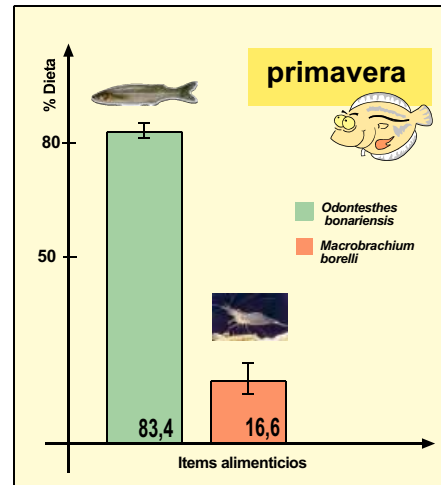 primavera
% Dieta
80
50
Odontesthes
bonariensis
Macrobrachium
borelli
83,4
16,6
Items alimenticios